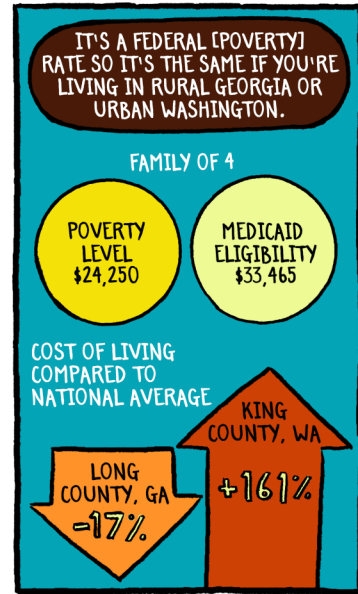 IT'S A FEDERAL [POVERTY]
RATE SO IT'S THE SAME IF YOU'RE
LIVING IN RURAL GEORGIA OR
URBAN WASHINGTON.
FAMILY OF 4
POVERTY
LEVEL
$24,250
MEDICAID
ELIGIBILITY
$33,465
COST OF LIVING
COMPARED TO
NATIONAL AVERAGE
LONG
COUNTY, GA
-17%
KING
COUNTY, WA
+161%